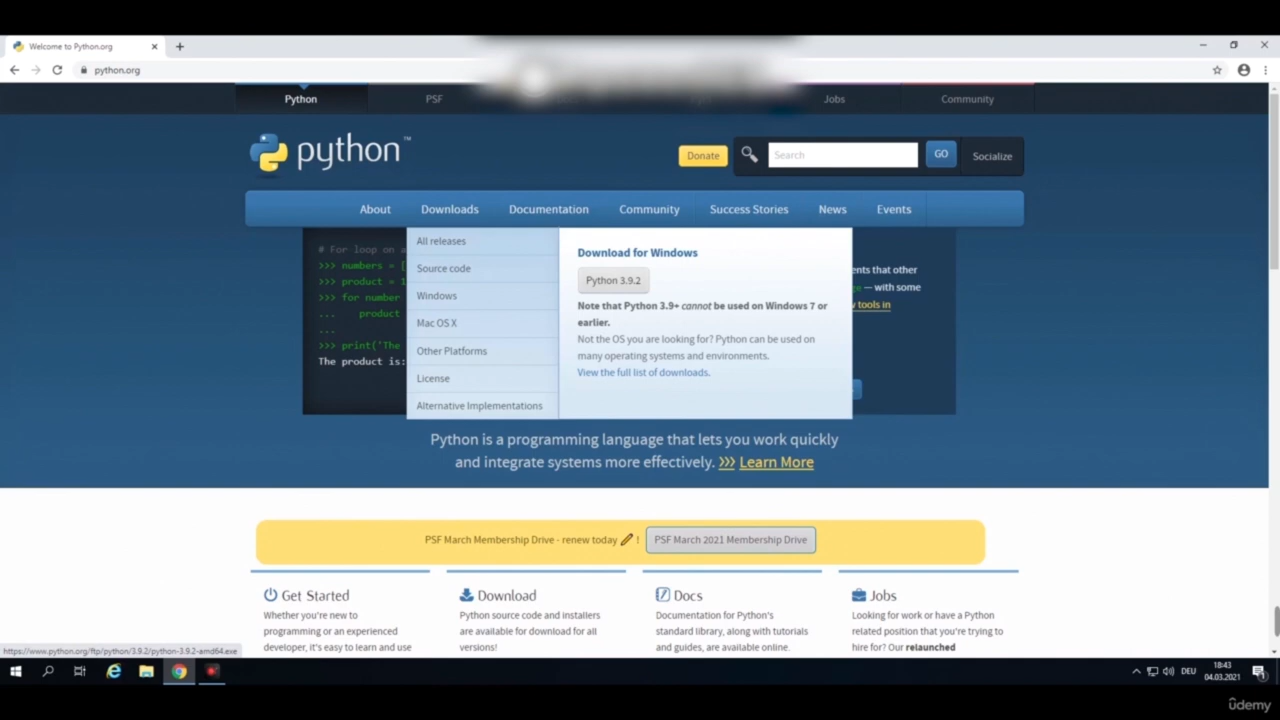 Welcome to Python.org
python.org
Python
PSF
Jobs
Community
python™
Donate
Search
GO
Socialize
About
Downloads
Documentation
Community
Success Stories
News
Events
# For loop on a
>>> numbers = [
>>> product = 1
>>> for number
... product
...
>>> print('The
The product is:
All releases
Source code
Windows
Mac OS X
Other Platforms
License
Alternative Implementations
Download for Windows
Python 3.9.2
Note that Python 3.9+ cannot be used on Windows 7 or
earlier.
Not the OS you are looking for? Python can be used on
many operating systems and environments.
View the full list of downloads.
ents that other
— with some
tools in
Python is a programming language that lets you work quickly
and integrate systems more effectively. >>> Learn More
PSF March Membership Drive - renew today !
PSF March 2021 Membership Drive
Get Started
Whether you're new to
programming or an experienced
developer, it's easy to learn and use
Download
Python source code and installers
are available for download for all
versions!
Docs
Documentation for Python's
standard library, along with tutorials
and guides, are available online.
Jobs
Looking for work or have a Python
related position that you're trying to
hire for? Our relaunched
https://www.python.org/ftp/python/3.9.2/python-3.9.2-amd64.exe
DEU
18:43
04.03.2021
1
ûdemy